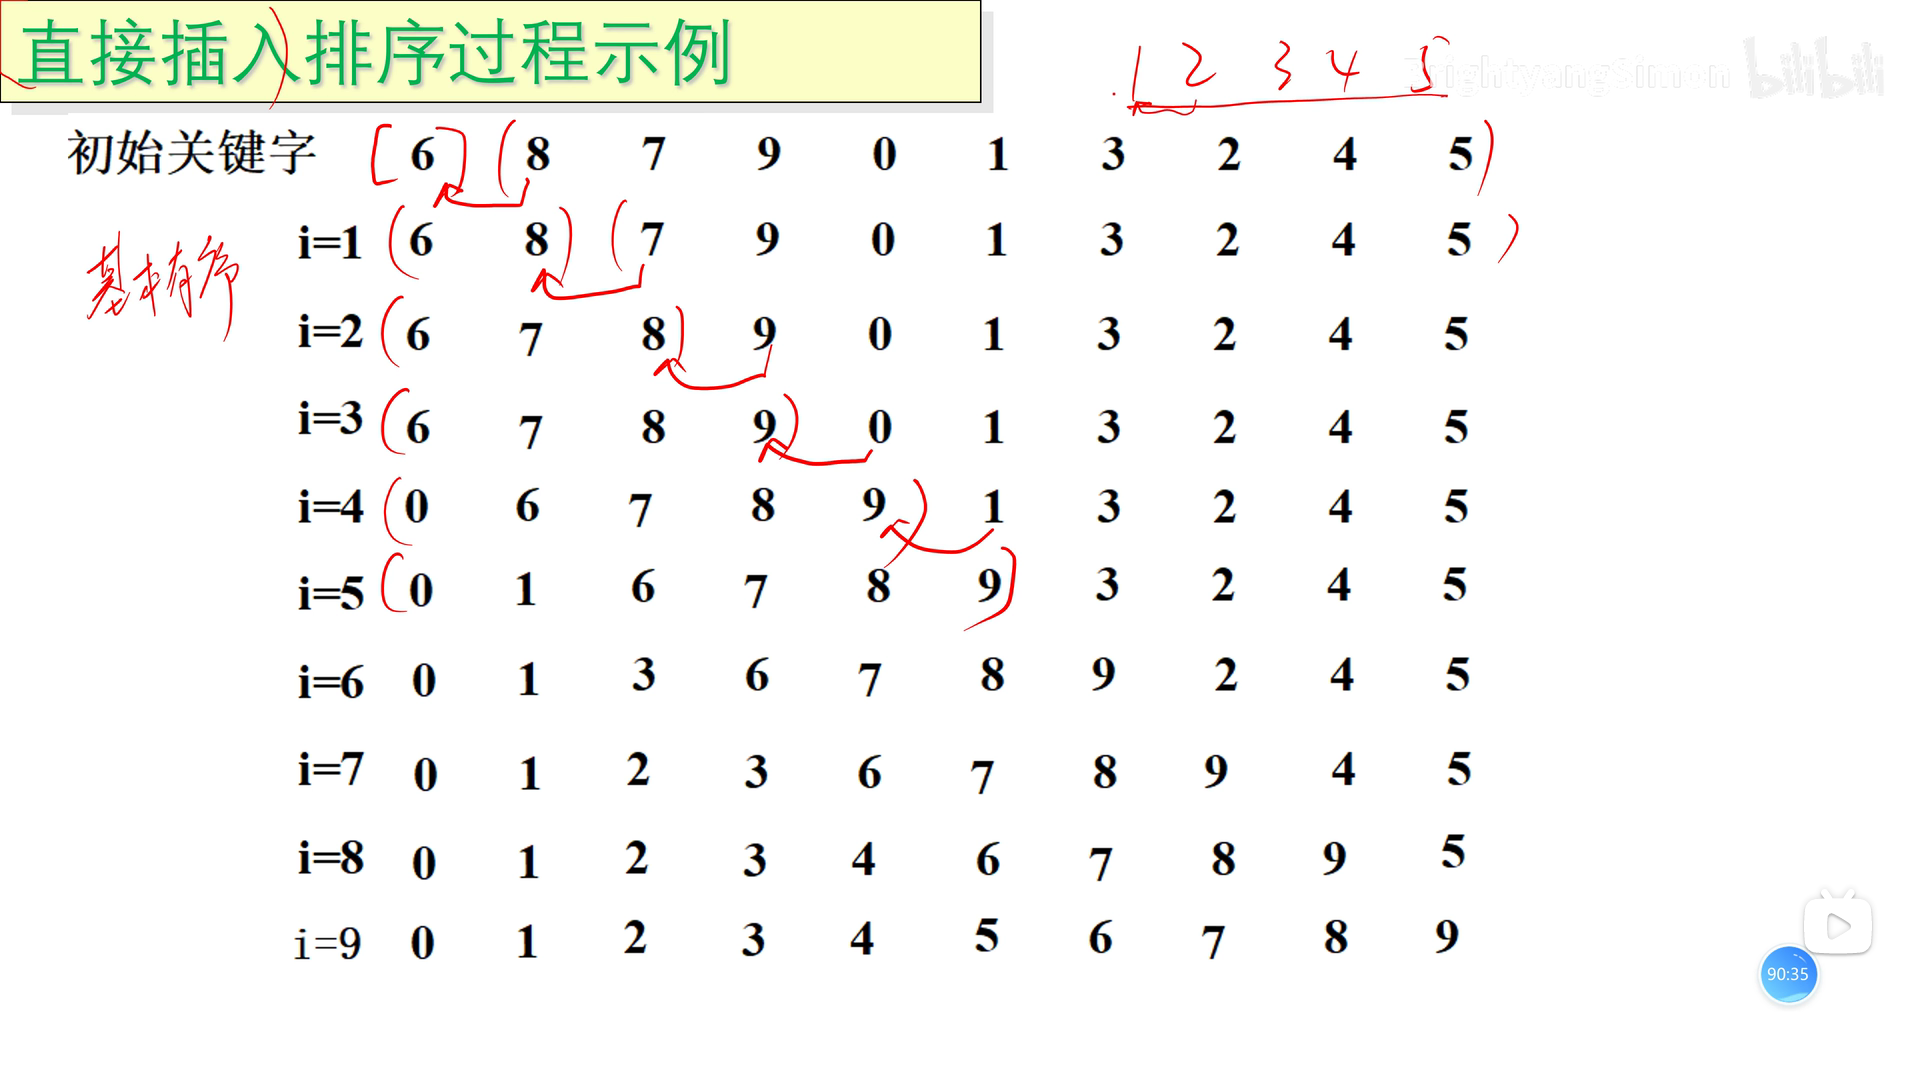 直接插入排序过程示例
1 2 3 4 5
BrightyangSimon bilibili
初始关键字 [6] (8 7 9 0 1 3 2 4 5)
i=1 (6 8) (7 9 0 1 3 2 4 5)
基本有序
i=2 (6 7 8) 9 0 1 3 2 4 5
i=3 (6 7 8 9) 0 1 3 2 4 5
i=4 (0 6 7 8 9) 1 3 2 4 5
i=5 (0 1 6 7 8 9) 3 2 4 5
i=6 0 1 3 6 7 8 9 2 4 5
i=7 0 1 2 3 6 7 8 9 4 5
i=8 0 1 2 3 4 6 7 8 9 5
i=9 0 1 2 3 4 5 6 7 8 9
90:35